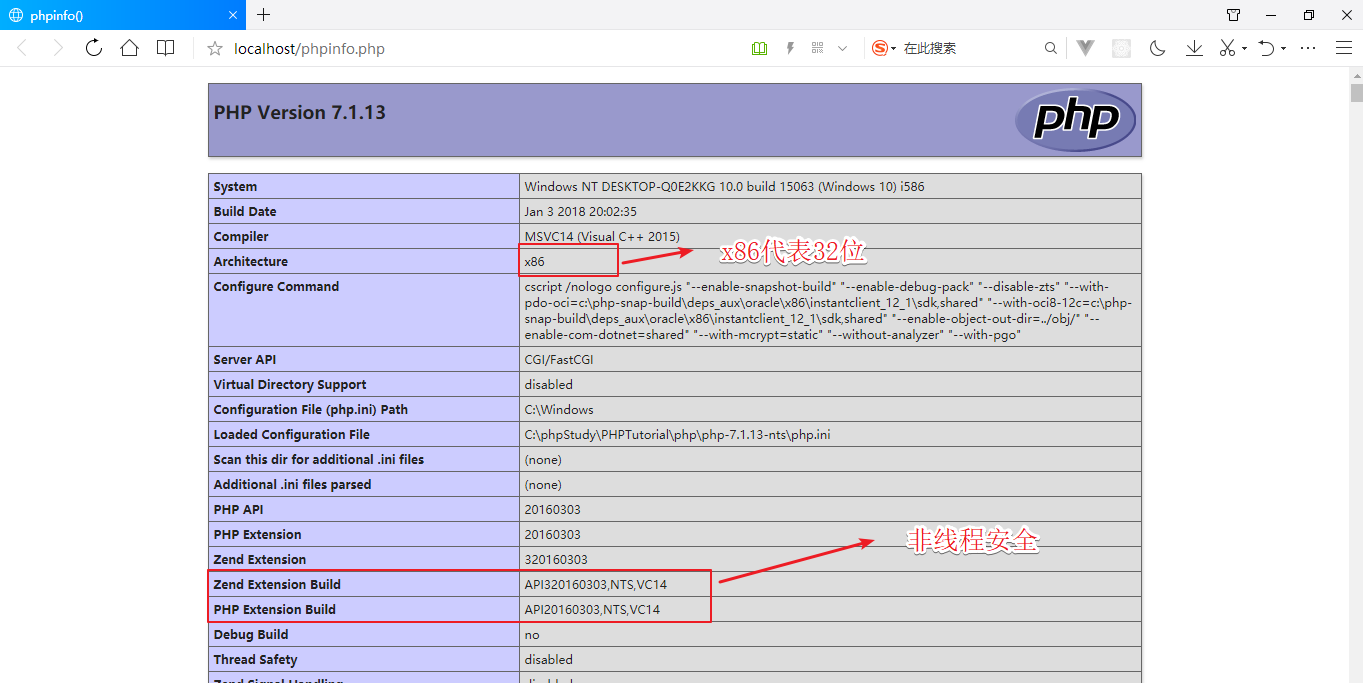 phpinfo()
localhost/phpinfo.php
在此搜索
PHP Version 7.1.13
php
System Windows NT DESKTOP-Q0E2KKG 10.0 build 15063 (Windows 10) i586
Build Date Jan 3 2018 20:02:35
Compiler MSVC14 (Visual C++ 2015)
x86代表32位
Architecture x86
Configure Command cscript /nologo configure.js "--enable-snapshot-build" "--enable-debug-pack" "--disable-zts" "--with-
pdo-oci=c:\php-snap-build\deps_aux\oracle\x86\instantclient_12_1\sdk,shared" "--with-oci8-12c=c:\php-
snap-build\deps_aux\oracle\x86\instantclient_12_1\sdk,shared" "--enable-object-out-dir=../obj/" "--
enable-com-dotnet=shared" "--with-mcrypt=static" "--without-analyzer" "--with-pgo"
Server API CGI/FastCGI
Virtual Directory Support disabled
Configuration File (php.ini) Path C:\Windows
Loaded Configuration File C:\phpStudy\PHPTutorial\php\php-7.1.13-nts\php.ini
Scan this dir for additional .ini files (none)
Additional .ini files parsed (none)
PHP API 20160303
PHP Extension 20160303
非线程安全
Zend Extension 320160303
Zend Extension Build API320160303,NTS,VC14
PHP Extension Build API20160303,NTS,VC14
Debug Build no
Thread Safety disabled
Zend Signal Handling disabled